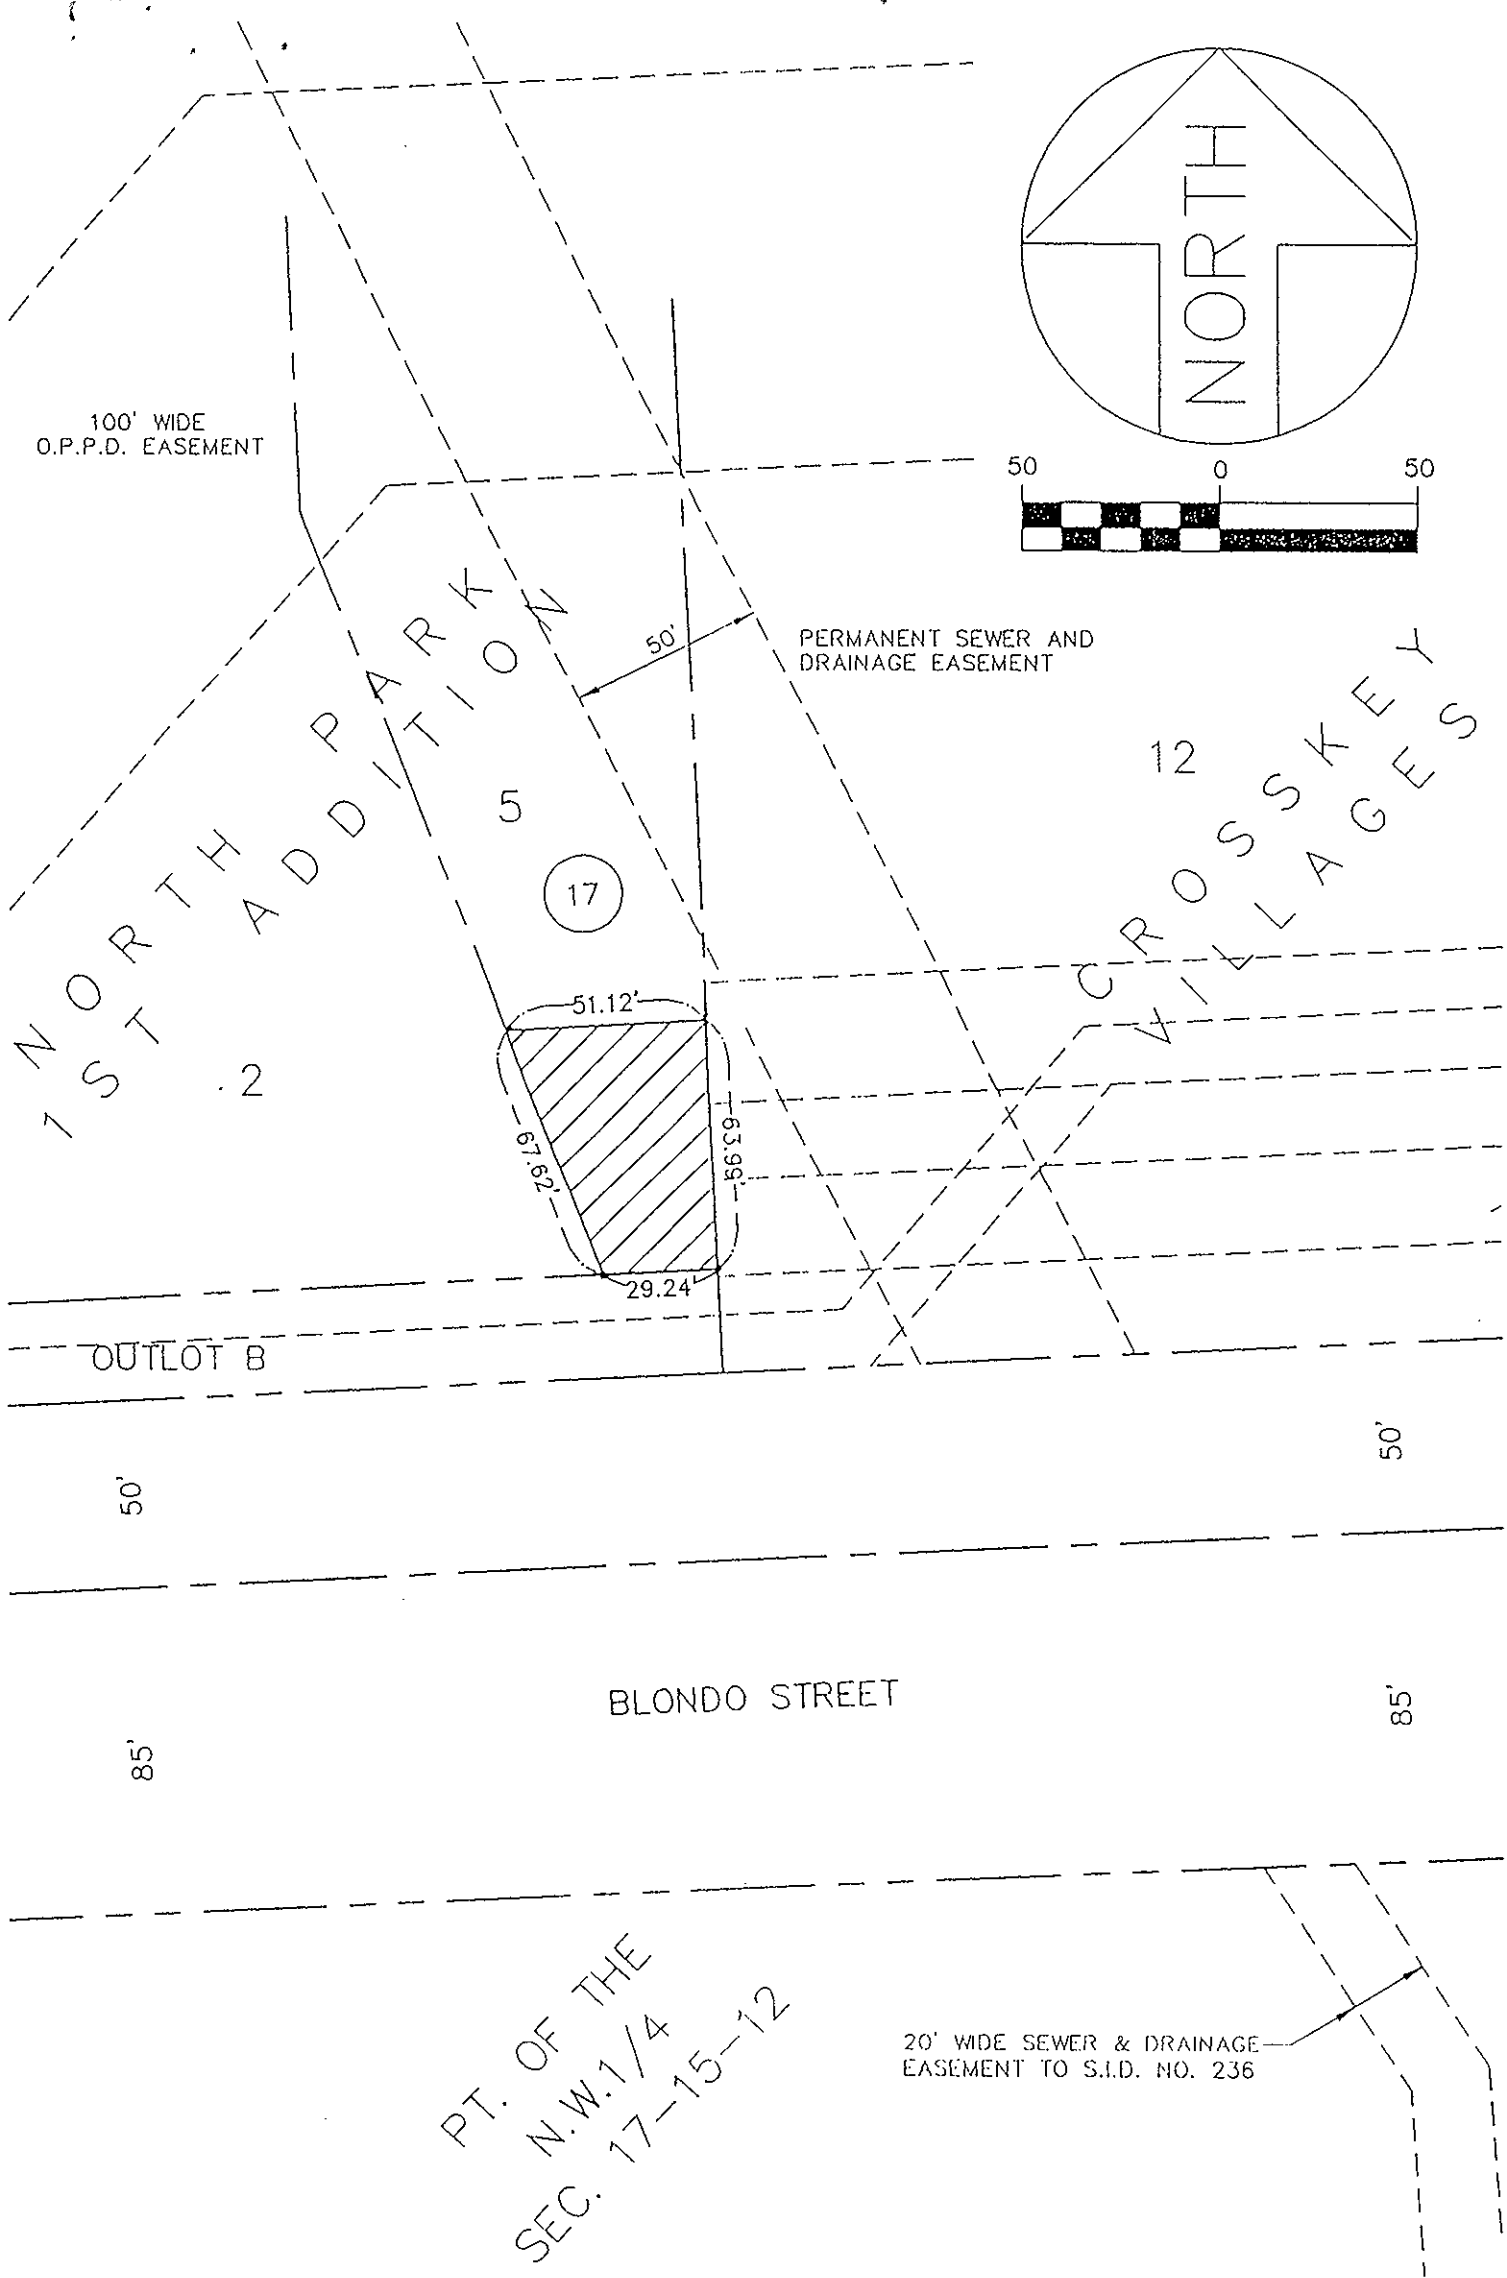 NORTH
50 0 50
100' WIDE
O.P.P.D. EASEMENT
50'
PERMANENT SEWER AND
DRAINAGE EASEMENT
NORTH PARK
1ST ADDITION
5
17
12
CROSSKEY
VILLAGES
2
51.12'
67.62'
63.99'
29.24'
OUTLOT B
50'
50'
BLONDO STREET
85'
85'
PT. OF THE
N.W.1/4
SEC. 17-15-12
20' WIDE SEWER & DRAINAGE
EASEMENT TO S.I.D. NO. 236